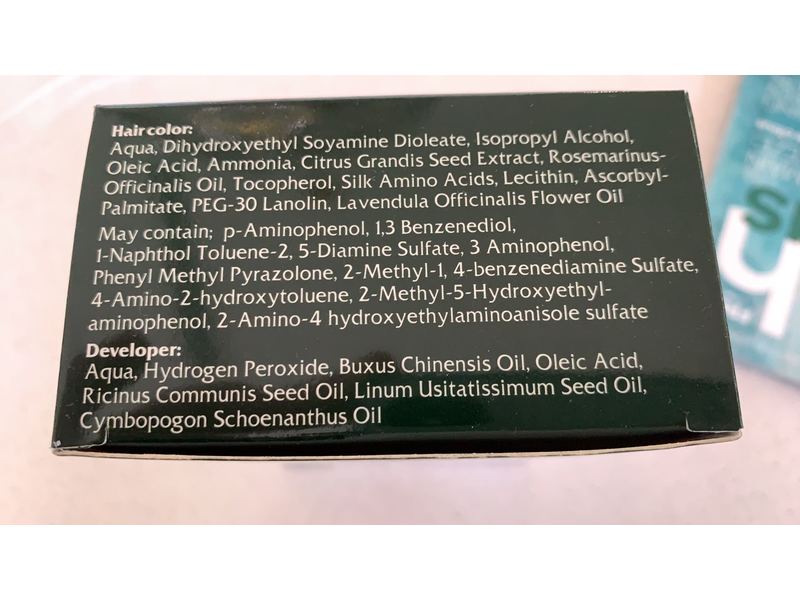 Hair color:
Aqua, Dihydroxyethyl Soyamine Dioleate, Isopropyl Alcohol,
Oleic Acid, Ammonia, Citrus Grandis Seed Extract, Rosemarinus-
Officinalis Oil, Tocopherol, Silk Amino Acids, Lecithin, Ascorbyl-
Palmitate, PEG-30 Lanolin, Lavendula Officinalis Flower Oil
May contain; p-Aminophenol, 1,3 Benzenediol,
1-Naphthol Toluene-2, 5-Diamine Sulfate, 3 Aminophenol,
Phenyl Methyl Pyrazolone, 2-Methyl-1, 4-benzenediamine Sulfate,
4-Amino-2-hydroxytoluene, 2-Methyl-5-Hydroxyethyl-
aminophenol, 2-Amino-4 hydroxyethylaminoanisole sulfate
Developer:
Aqua, Hydrogen Peroxide, Buxus Chinensis Oil, Oleic Acid,
Ricinus Communis Seed Oil, Linum Usitatissimum Seed Oil,
Cymbopogon Schoenanthus Oil